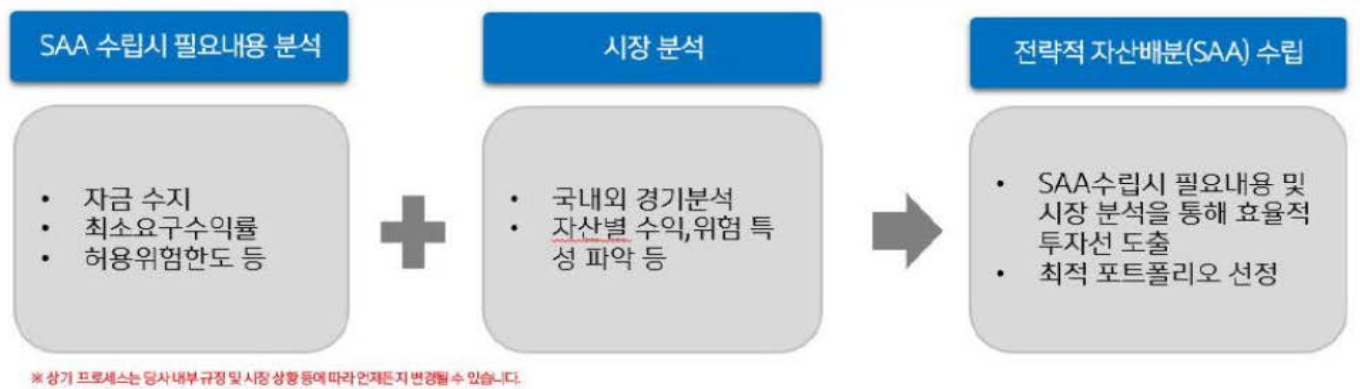 SAA 수립시 필요내용 분석
시장 분석
전략적 자산배분(SAA) 수립
• 자금 수지
• 최소요구수익률
• 허용위험한도 등
• 국내외 경기분석
• 자산별 수익,위험 특
성 파악 등
• SAA수립시 필요내용 및
시장 분석을 통해 효율적
투자선 도출
• 최적 포트폴리오 선정
※ 상기 프로세스는 당사 내부 규정 및 시장 상황 등에 따라 언제든지 변경될 수 있습니다.